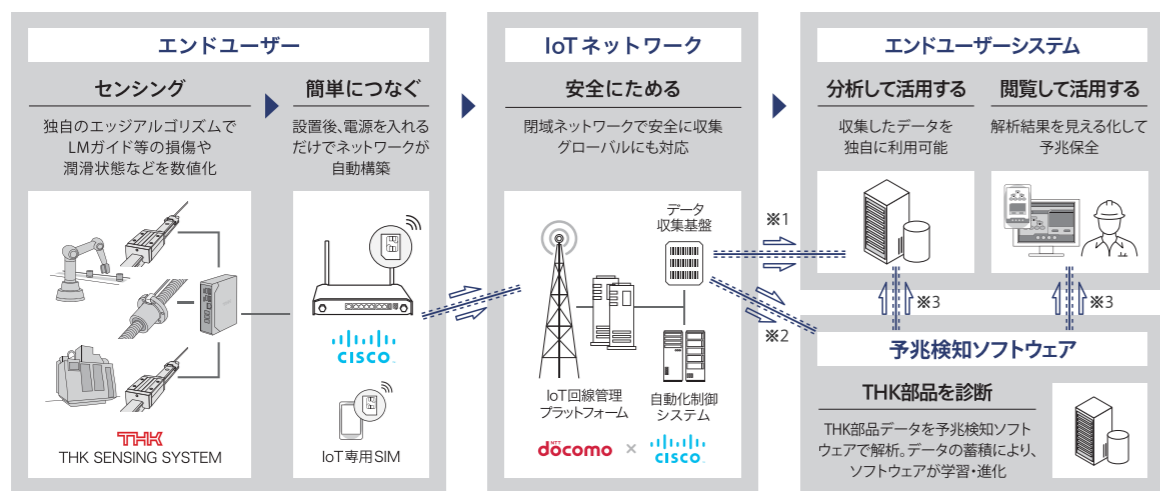 エンドユーザー
センシング
独自のエッジアルゴリズムで
LMガイド等の損傷や
潤滑状態などを数値化
THK
THK SENSING SYSTEM
簡単につなぐ
設置後、電源を入れる
だけでネットワークが
自動構築
CISCO
IoT専用SIM
IoTネットワーク
安全にためる
閉域ネットワークで安全に収集
グローバルにも対応
データ
収集基盤
IoT回線管理
プラットフォーム
自動化制御
システム
NTT
docomo × CISCO
※1
※2
エンドユーザーシステム
分析して活用する
収集したデータを
独自に利用可能
閲覧して活用する
解析結果を見える化して
予兆保全
※3
※3
予兆検知ソフトウェア
THK部品を診断
THK部品データを予兆検知ソフト
ウェアで解析。データの蓄積により、
ソフトウェアが学習・進化